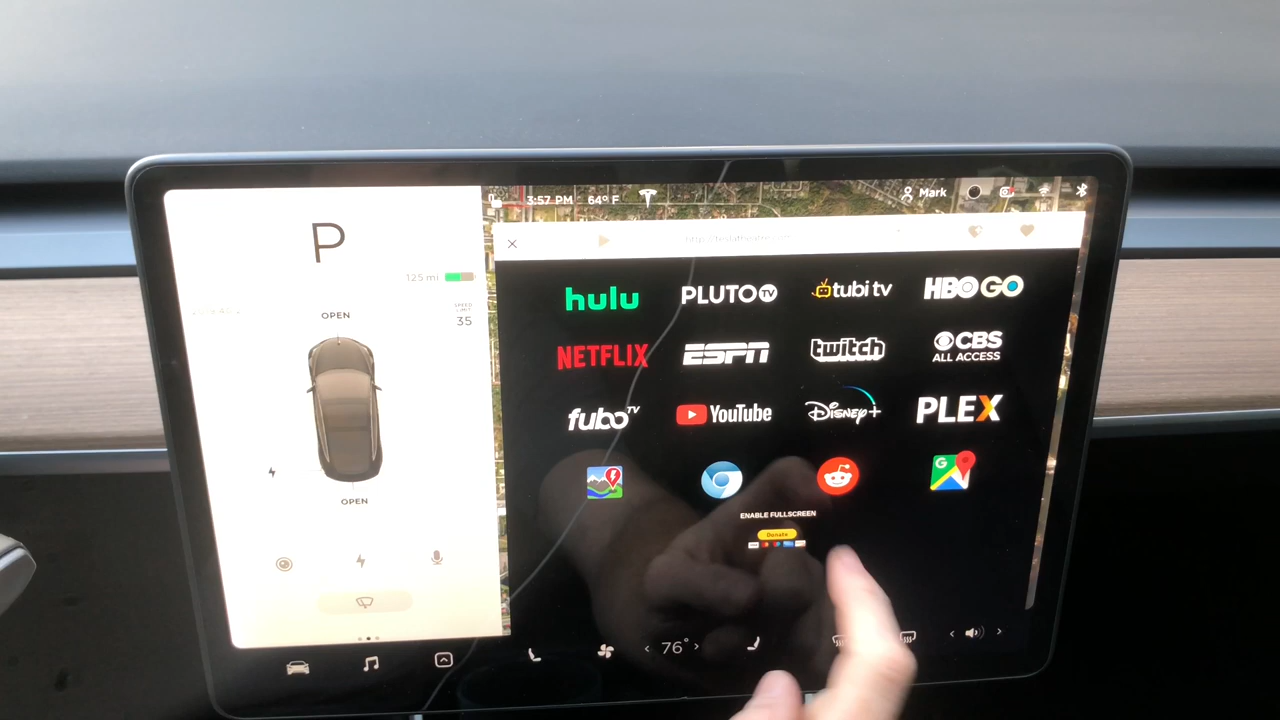 P
125 mi
OPEN
SPEED
LIMIT
35
OPEN
3:57 PM 64° F
Mark
hulu PLUTO TV tubi tv HBO GO
NETFLIX ESPN twitch CBS
ALL ACCESS
fubo TV YouTube Disney+ PLEX
G
ENABLE FULLSCREEN
Donate
76°